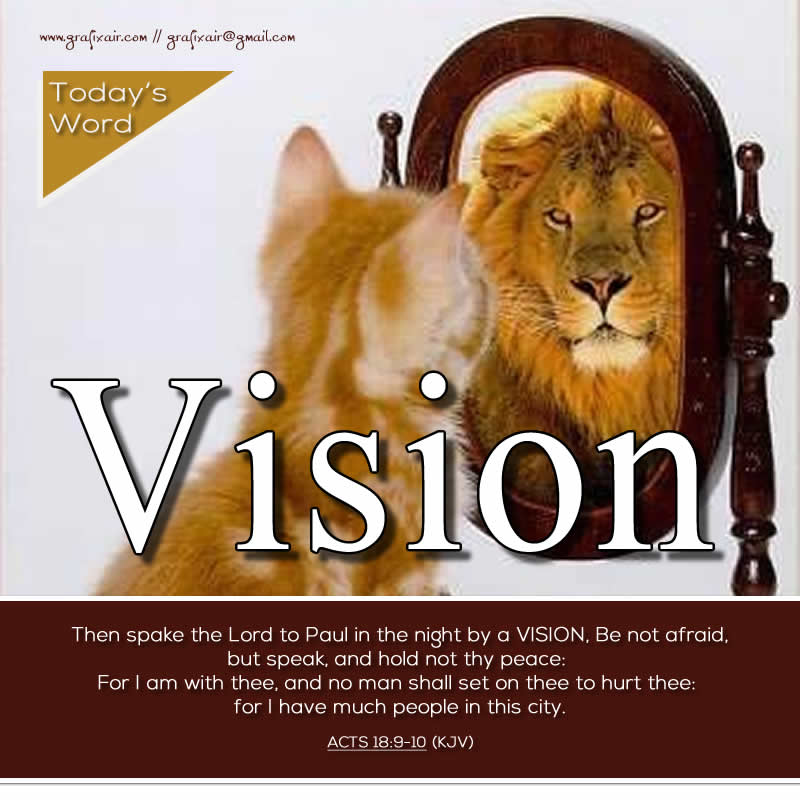 www.grafixair.com // grafixair@gmail.com
Today's
Word
Vision
Then spake the Lord to Paul in the night by a VISION, Be not afraid,
but speak, and hold not thy peace:
For I am with thee, and no man shall set on thee to hurt thee:
for I have much people in this city.
ACTS 18:9-10 (KJV)